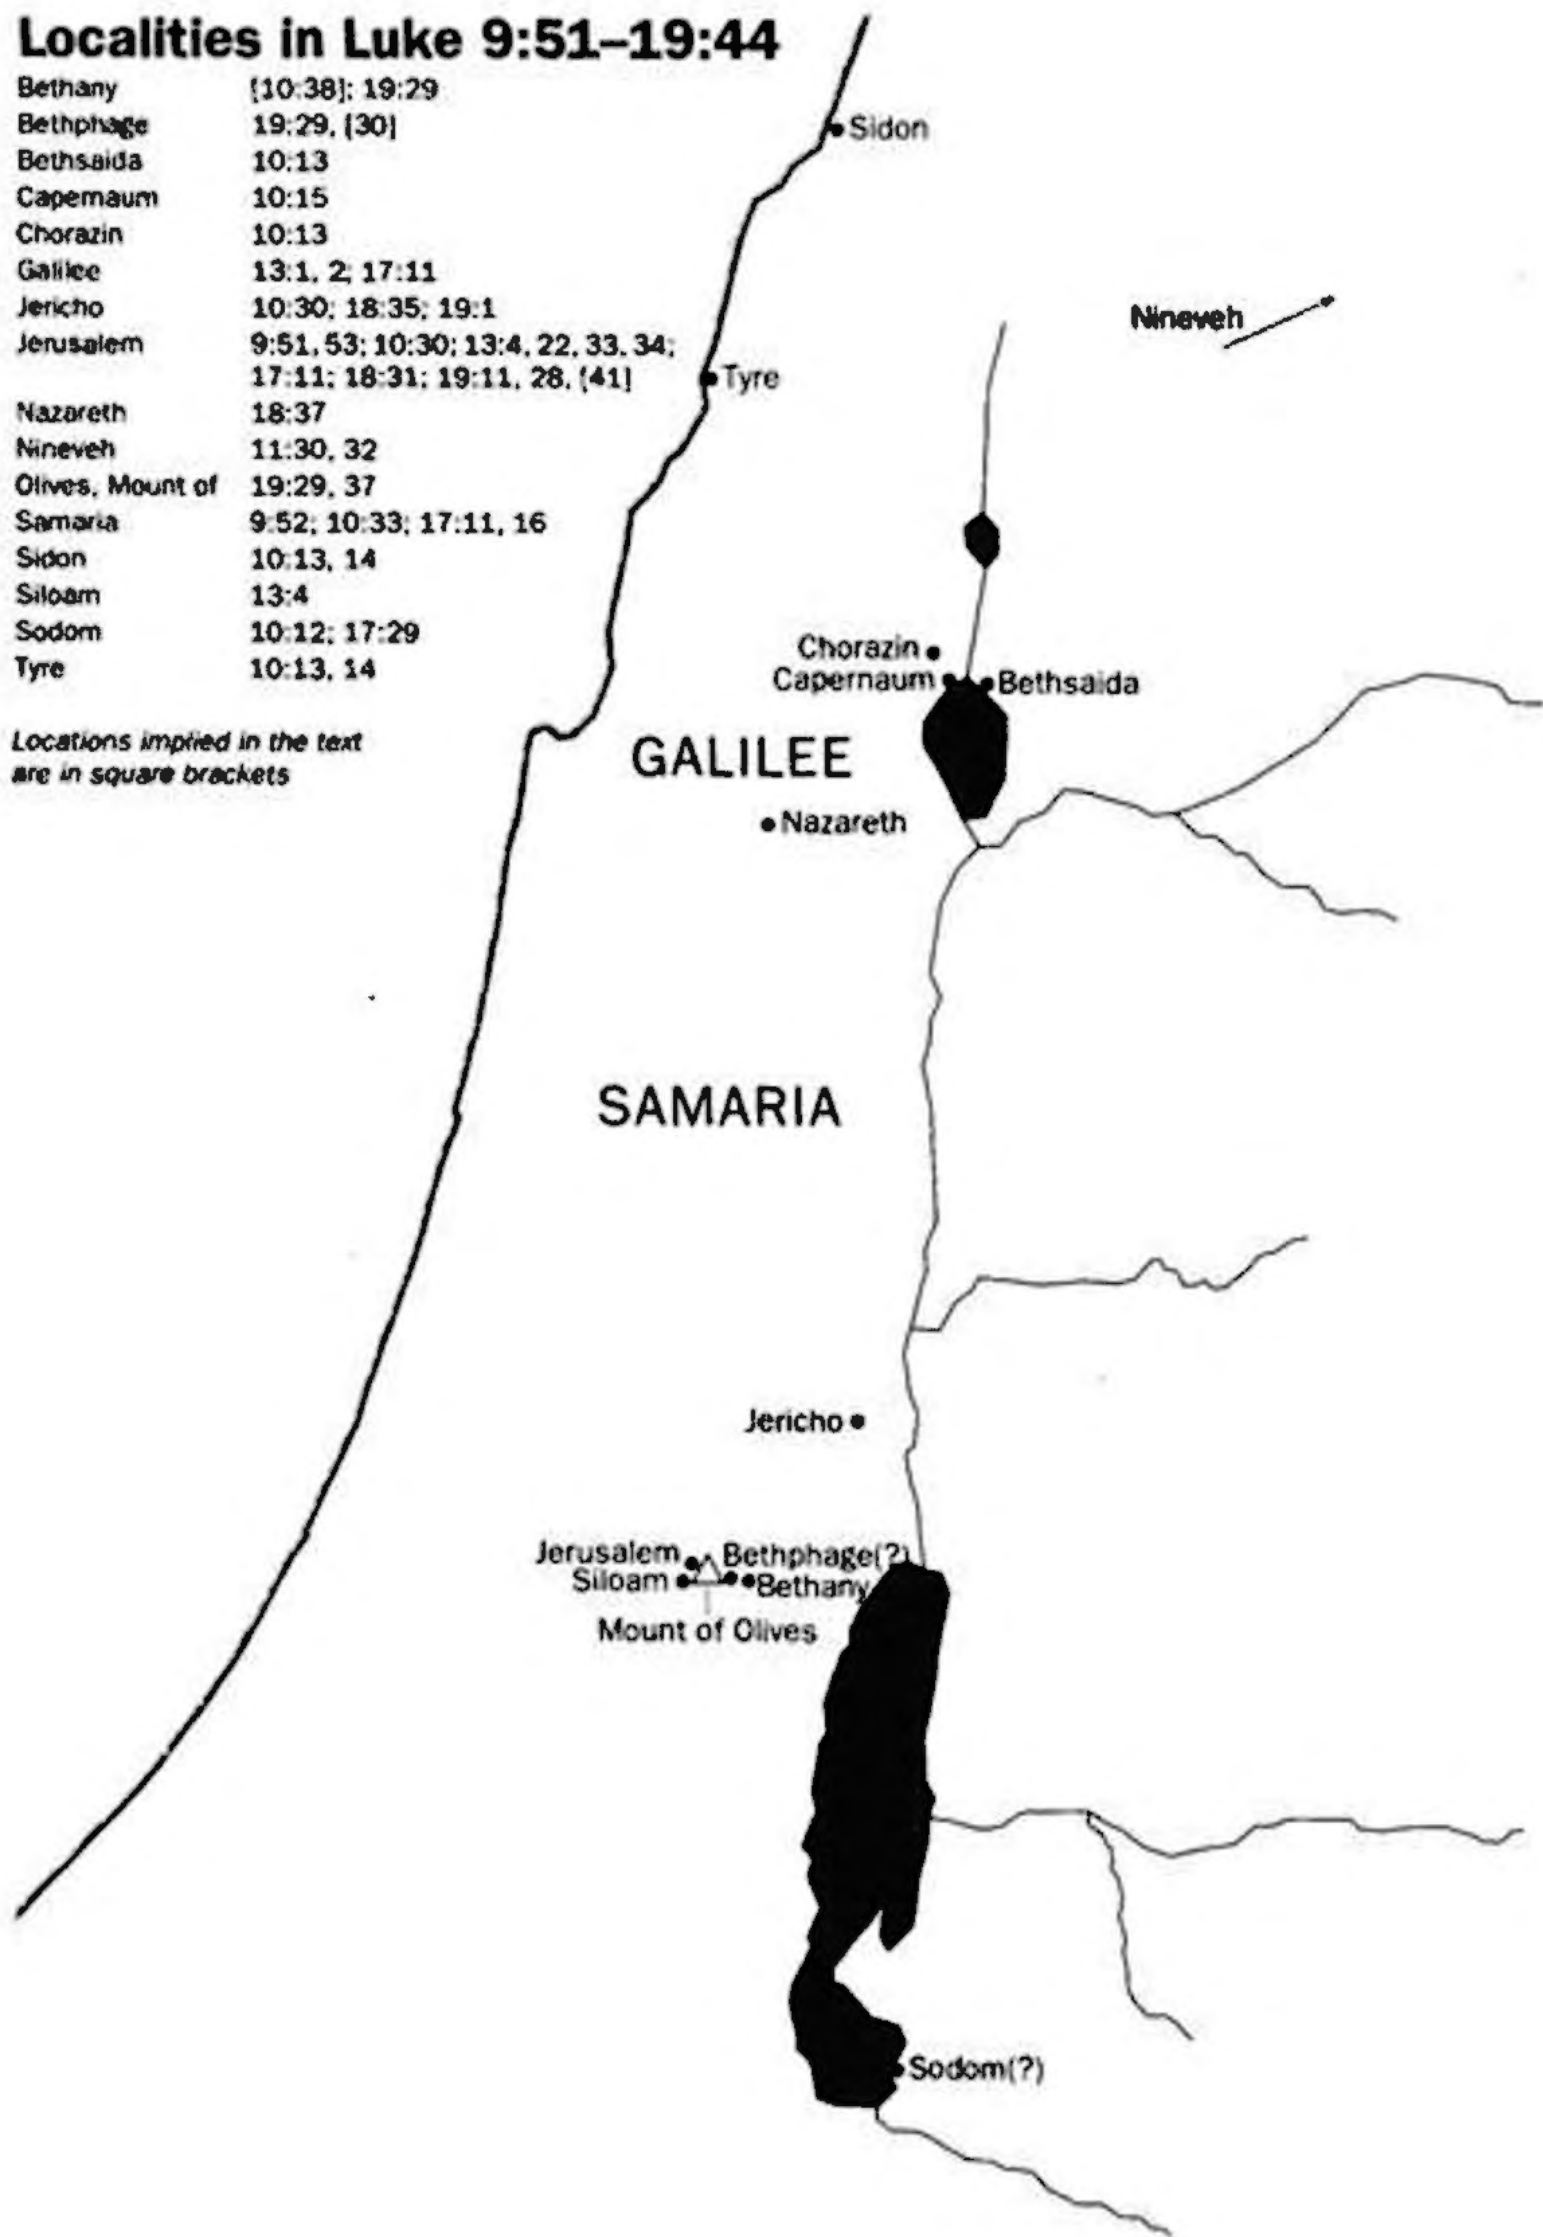 Localities in Luke 9:51–19:44
Bethany [10:38]; 19:29
Bethphage 19:29, [30]
Bethsaida 10:13
Capernaum 10:15
Chorazin 10:13
Galilee 13:1, 2; 17:11
Jericho 10:30; 18:35; 19:1
Jerusalem 9:51, 53; 10:30; 13:4, 22, 33, 34;
17:11; 18:31; 19:11, 28, [41]
Nazareth 18:37
Nineveh 11:30, 32
Olives, Mount of 19:29, 37
Samaria 9:52; 10:33; 17:11, 16
Sidon 10:13, 14
Siloam 13:4
Sodom 10:12; 17:29
Tyre 10:13, 14
Locations implied in the text
are in square brackets
Sidon
Nineveh
Tyre
Chorazin
Capernaum
Bethsaida
GALILEE
Nazareth
SAMARIA
Jericho
Jerusalem
Bethphage(?)
Siloam
Bethany
Mount of Olives
Sodom(?)